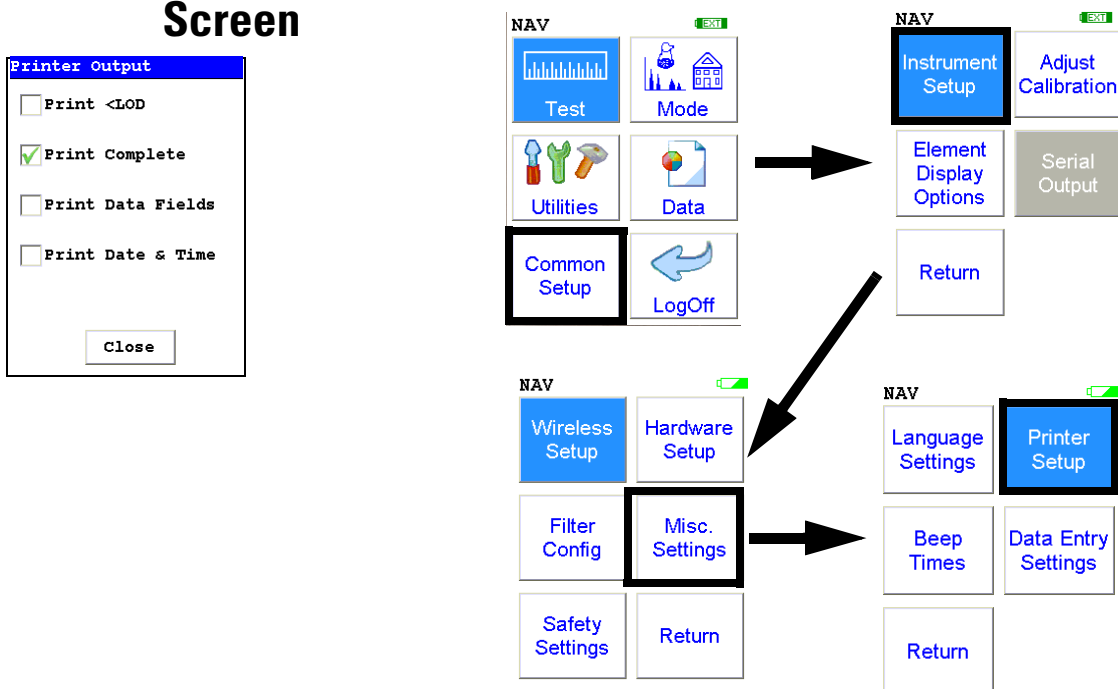 Screen
Printer Output
Print <LOD
Print Complete
Print Data Fields
Print Date & Time
Close
NAV
EXT
Test
Mode
Utilities
Data
Common
Setup
LogOff
NAV
EXT
Instrument
Setup
Adjust
Calibration
Element
Display
Options
Serial
Output
Return
NAV
Wireless
Setup
Hardware
Setup
Filter
Config
Misc.
Settings
Safety
Settings
Return
NAV
Language
Settings
Printer
Setup
Beep
Times
Data Entry
Settings
Return